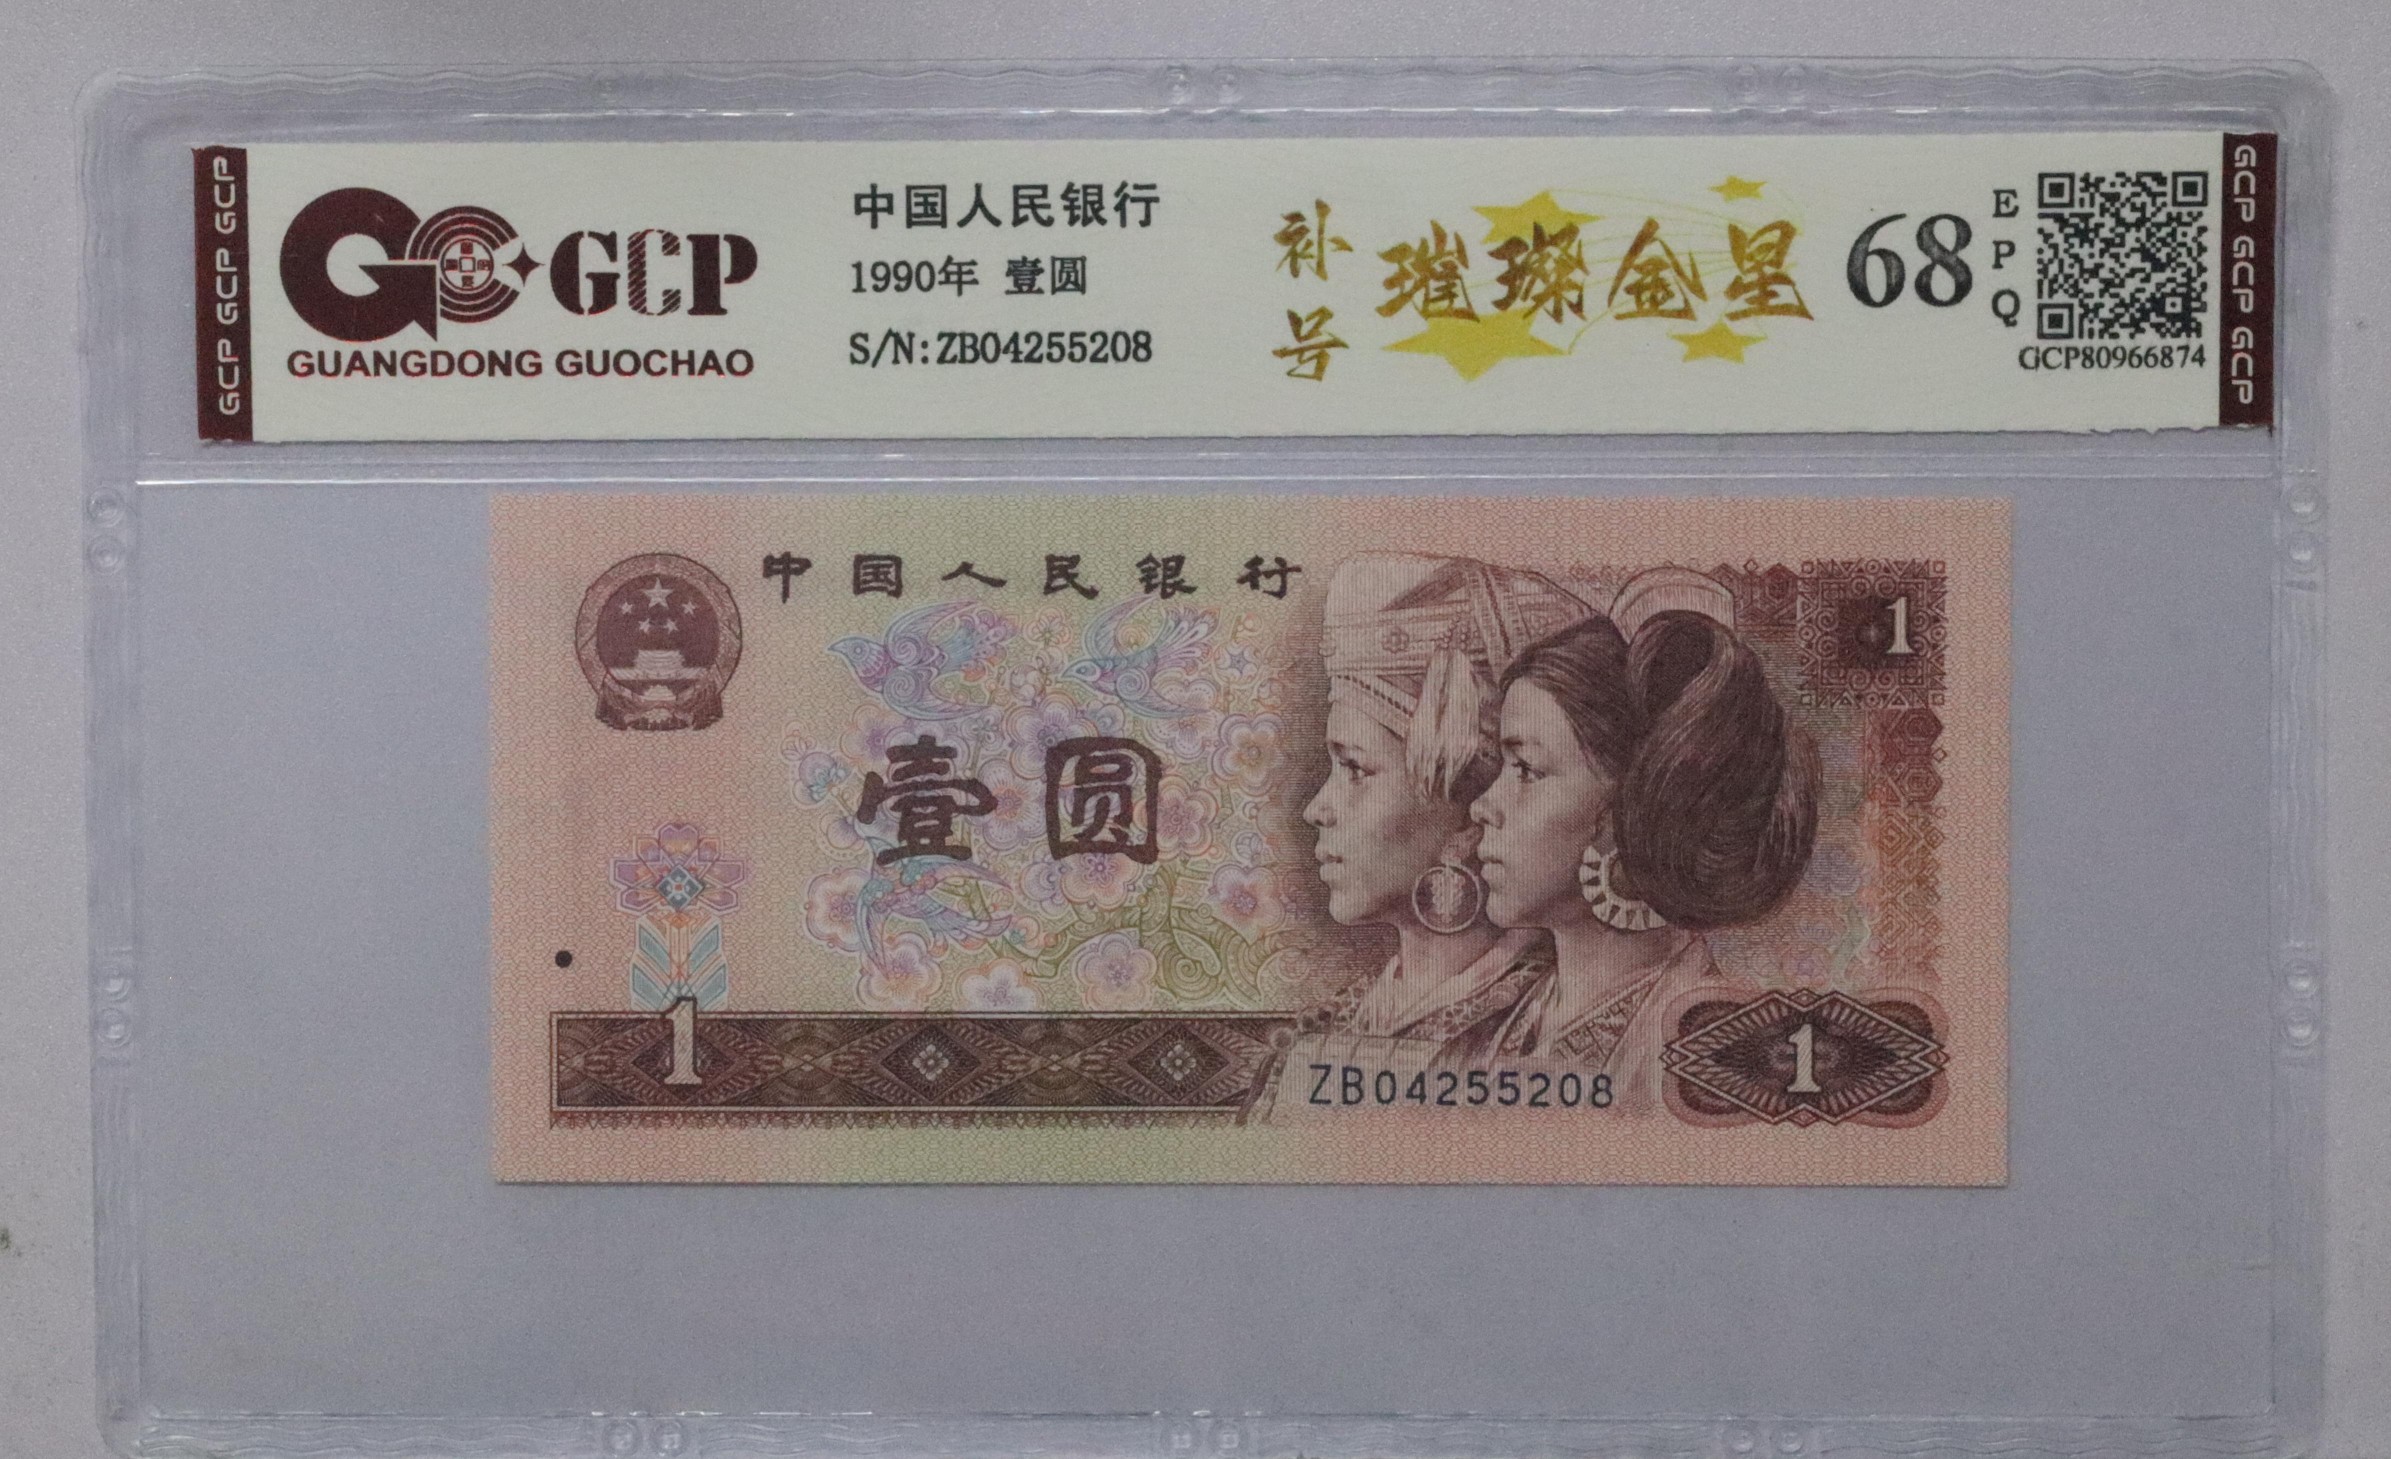 GCP GCP GCP
GCP
GUANGDONG GUOCHAO
中国人民银行
1990年 壹圆
S/N:ZB04255208
补号
璀璨金星
68
EPQ
GCP80966874
GCP GCP GCP
中国人民银行
1
壹圆
1
ZB04255208
1